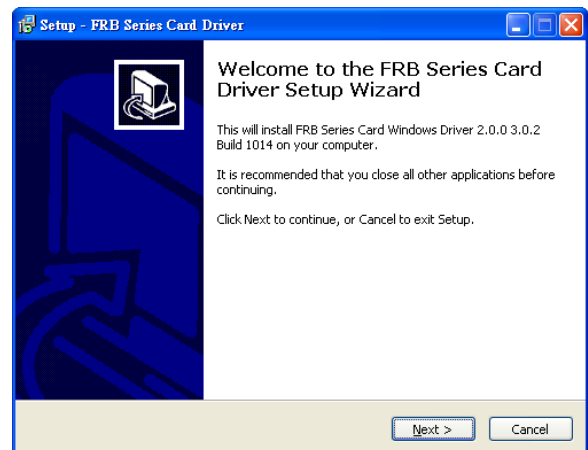 Setup - FRB Series Card Driver
Welcome to the FRB Series Card
Driver Setup Wizard
This will install FRB Series Card Windows Driver 2.0.0 3.0.2
Build 1014 on your computer.
It is recommended that you close all other applications before
continuing.
Click Next to continue, or Cancel to exit Setup.
Next >
Cancel